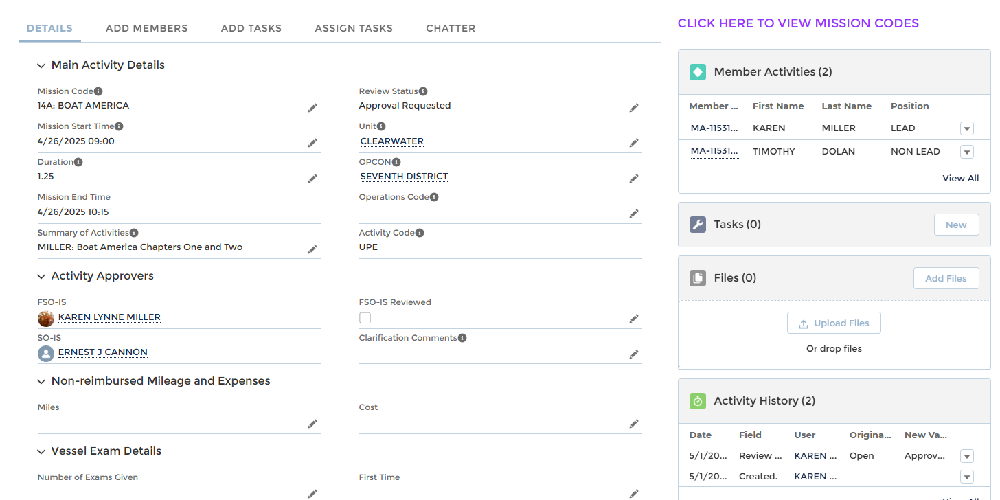 DETAILS ADD MEMBERS ADD TASKS ASSIGN TASKS CHATTER
Main Activity Details
Mission Code
14A: BOAT AMERICA
Review Status
Approval Requested
Mission Start Time
4/26/2025 09:00
Unit
CLEARWATER
Duration
1.25
OPCON
SEVENTH DISTRICT
Mission End Time
4/26/2025 10:15
Operations Code
Summary of Activities
MILLER: Boat America Chapters One and Two
Activity Code
UPE
Activity Approvers
FSO-IS
KAREN LYNNE MILLER
FSO-IS Reviewed
SO-IS
ERNEST J CANNON
Clarification Comments
Non-reimbursed Mileage and Expenses
Miles
Cost
Vessel Exam Details
Number of Exams Given
First Time
CLICK HERE TO VIEW MISSION CODES
Member Activities (2)
Member ... First Name Last Name Position
MA-11531... KAREN MILLER LEAD
MA-11531... TIMOTHY DOLAN NON LEAD
View All
Tasks (0)
New
Files (0)
Add Files
Upload Files
Or drop files
Activity History (2)
Date Field User Origina... New Va...
5/1/20... Review ... KAREN ... Open Approv...
5/1/20... Created. KAREN ...
View All